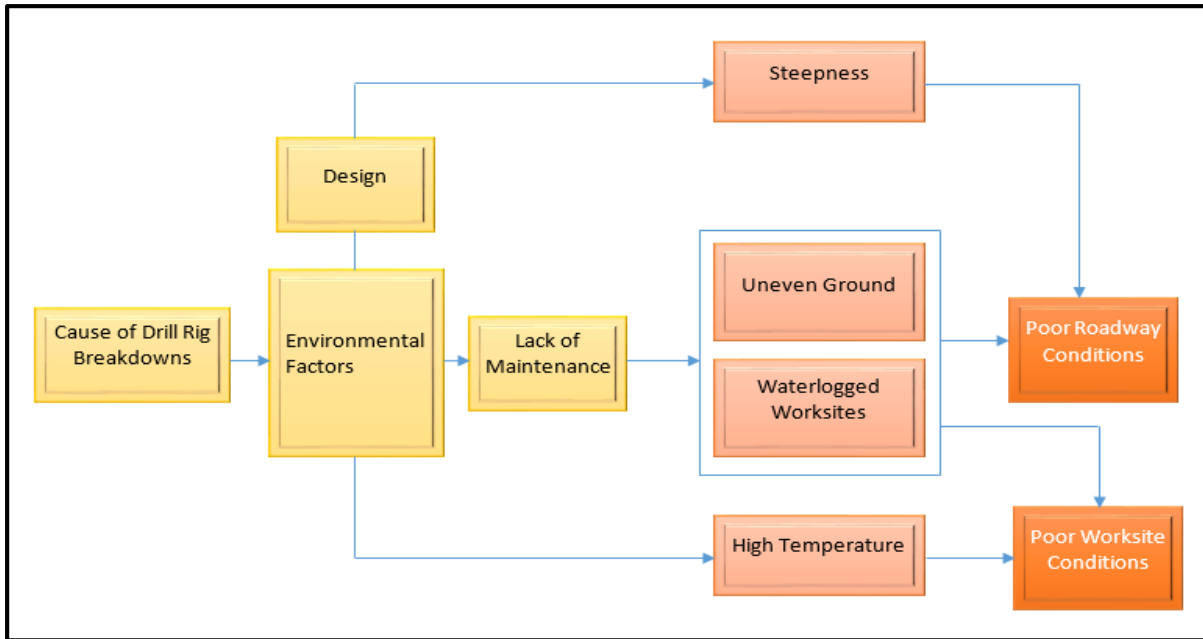 Steepness
Design
Uneven Ground
Cause of Drill Rig
Breakdowns
Environmental
Factors
Lack of
Maintenance
Poor Roadway
Conditions
Waterlogged
Worksites
High Temperature
Poor Worksite
Conditions